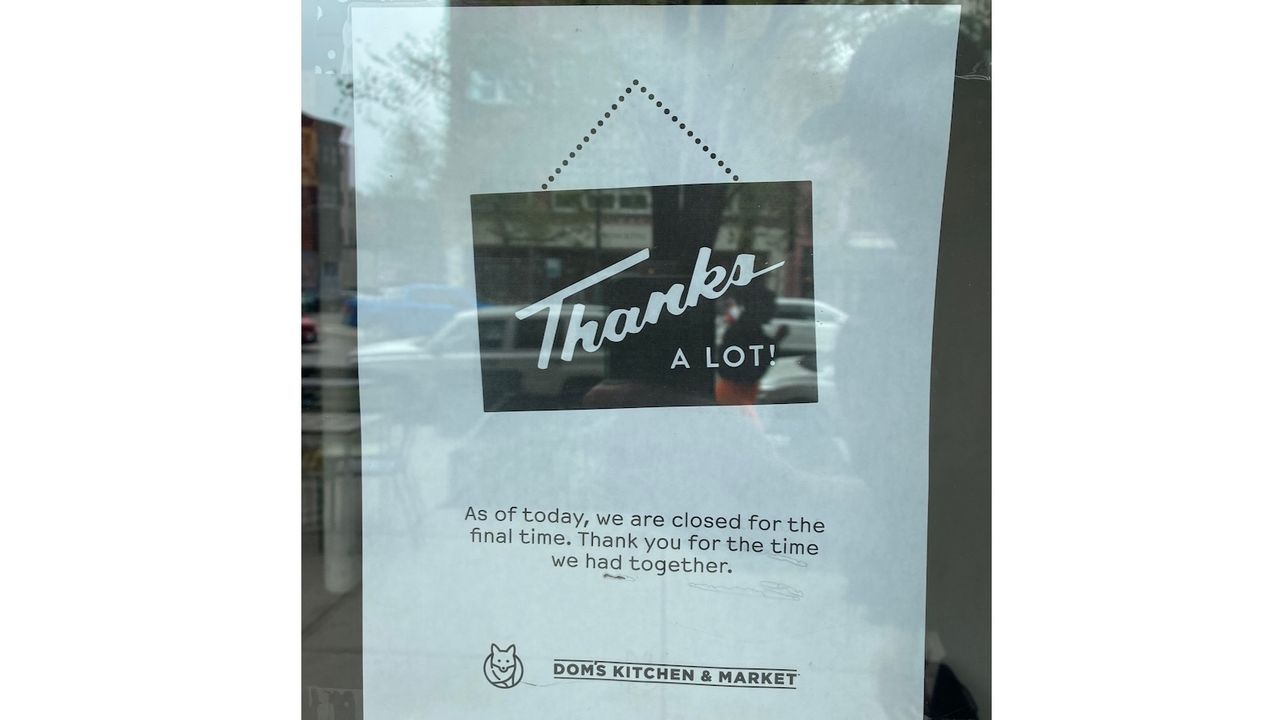 Thanks
A LOT!
As of today, we are closed for the
final time. Thank you for the time
we had together.
DOM'S KITCHEN & MARKET